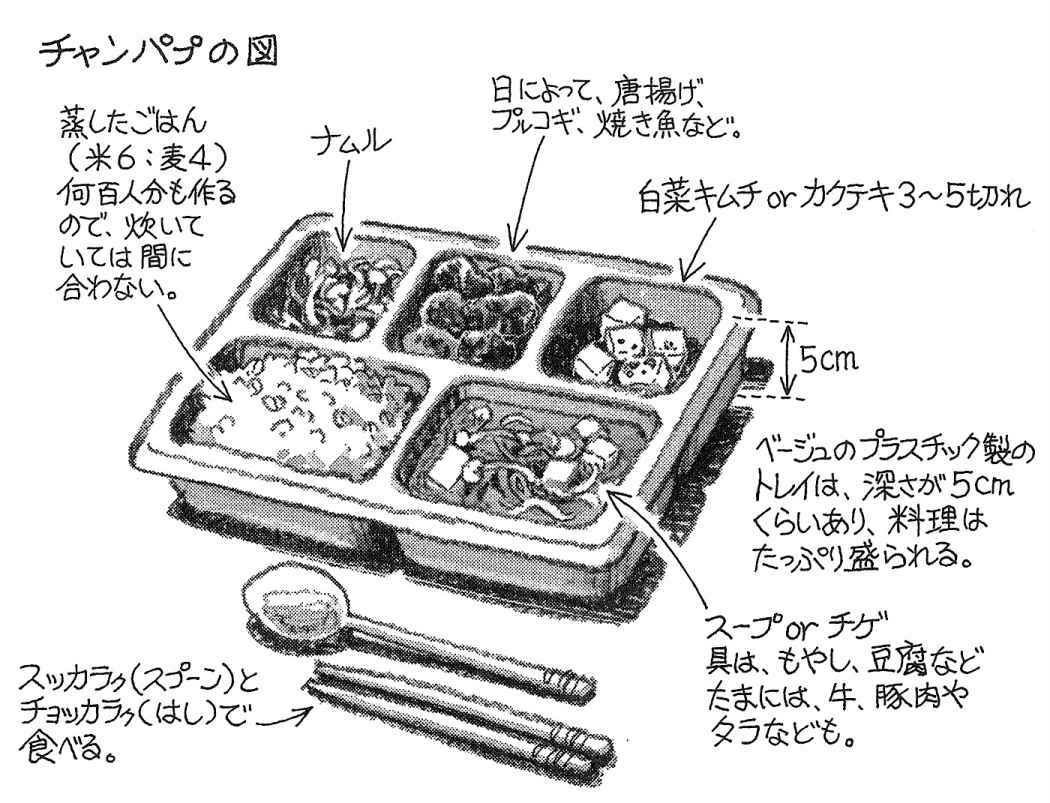 チャンパプの図
蒸したごはん
（米6：麦4）
何百人分も作る
ので、炊いて
いては間に
合わない。
ナムル
日によって、唐揚げ、
プルコギ、焼き魚など。
白菜キムチ or カクテキ3〜5切れ
5cm
ベージュのプラスチック製の
トレイは、深さが5cm
くらいあり、料理は
たっぷり盛られる。
スープ or チゲ
具は、もやし、豆腐など
たまには、牛、豚肉や
タラなども。
スッカラク（スプーン）と
チョッカラク（はし）で
食べる。